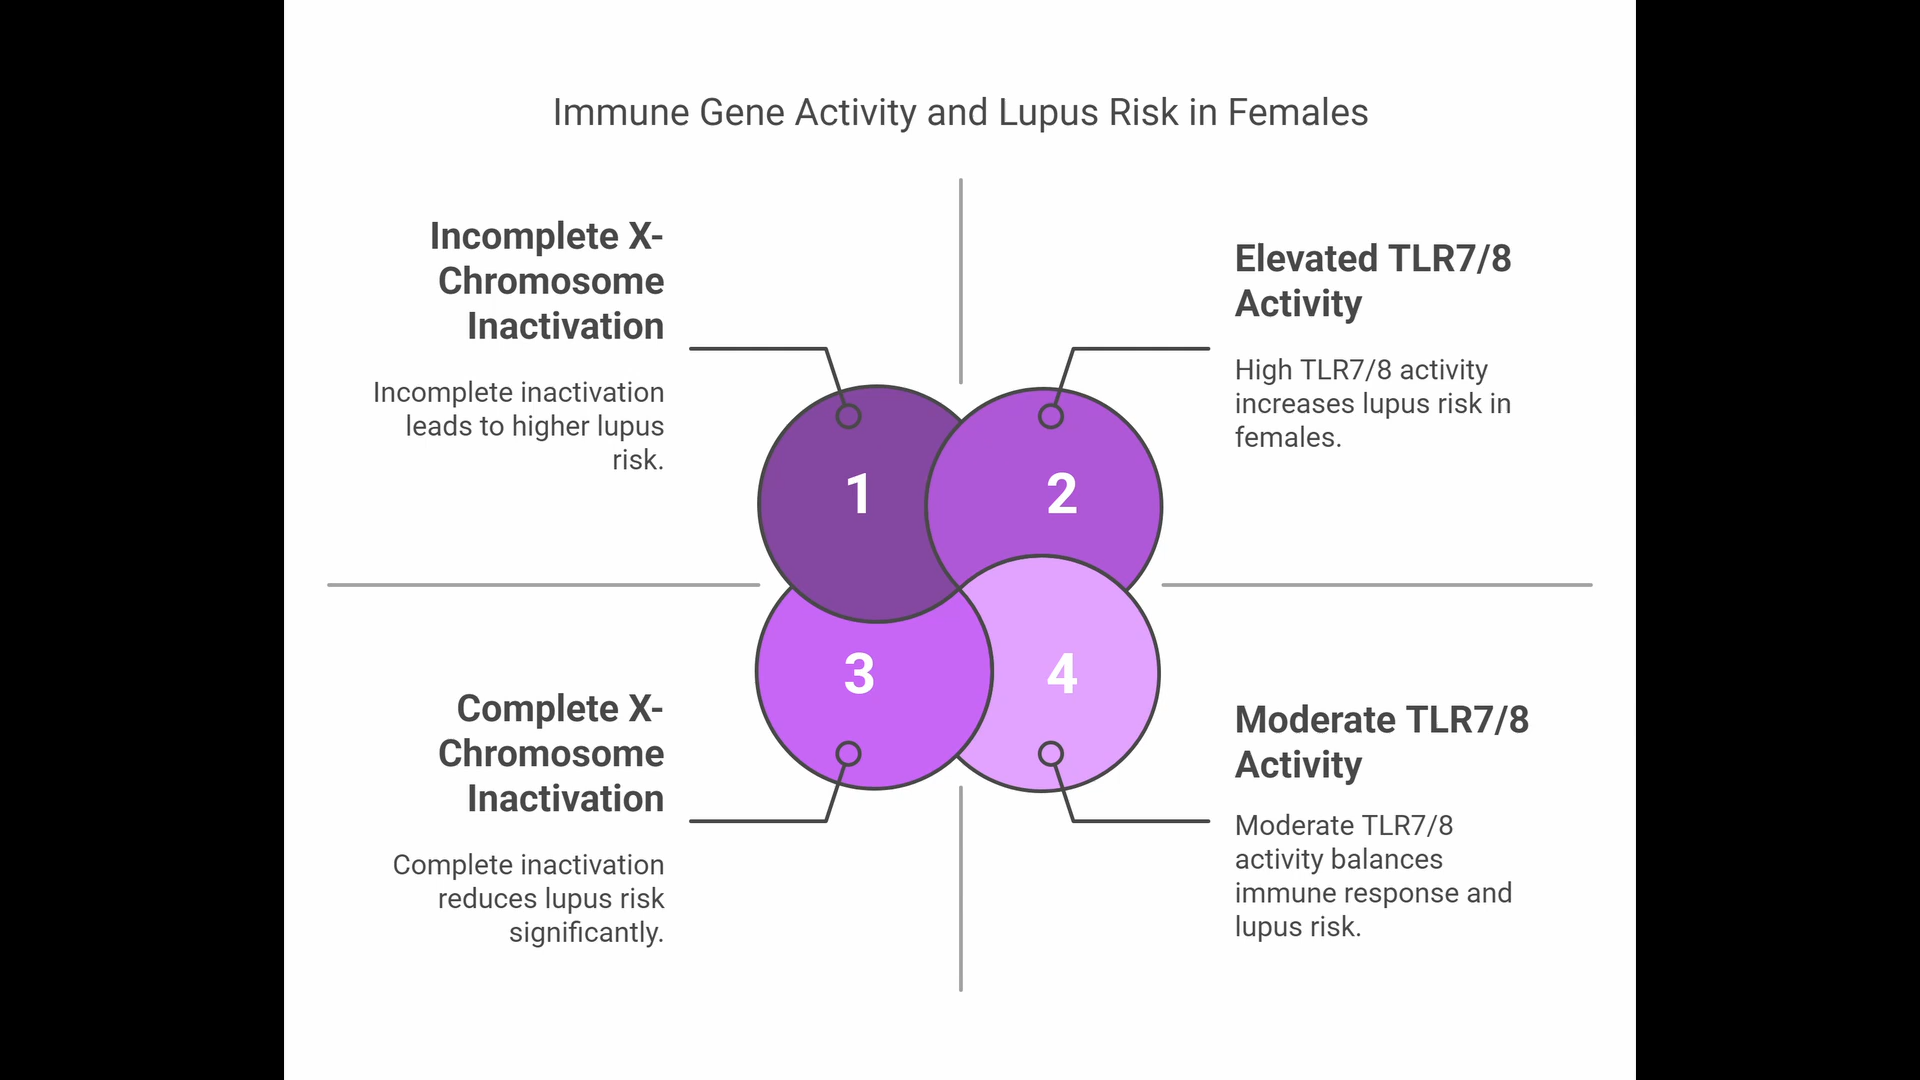 Immune Gene Activity and Lupus Risk in Females
Incomplete X-
Chromosome
Inactivation
Incomplete inactivation
leads to higher lupus
risk.
Elevated TLR7/8
Activity
High TLR7/8 activity
increases lupus risk in
females.
1
2
3
4
Complete X-
Chromosome
Inactivation
Complete inactivation
reduces lupus risk
significantly.
Moderate TLR7/8
Activity
Moderate TLR7/8
activity balances
immune response and
lupus risk.